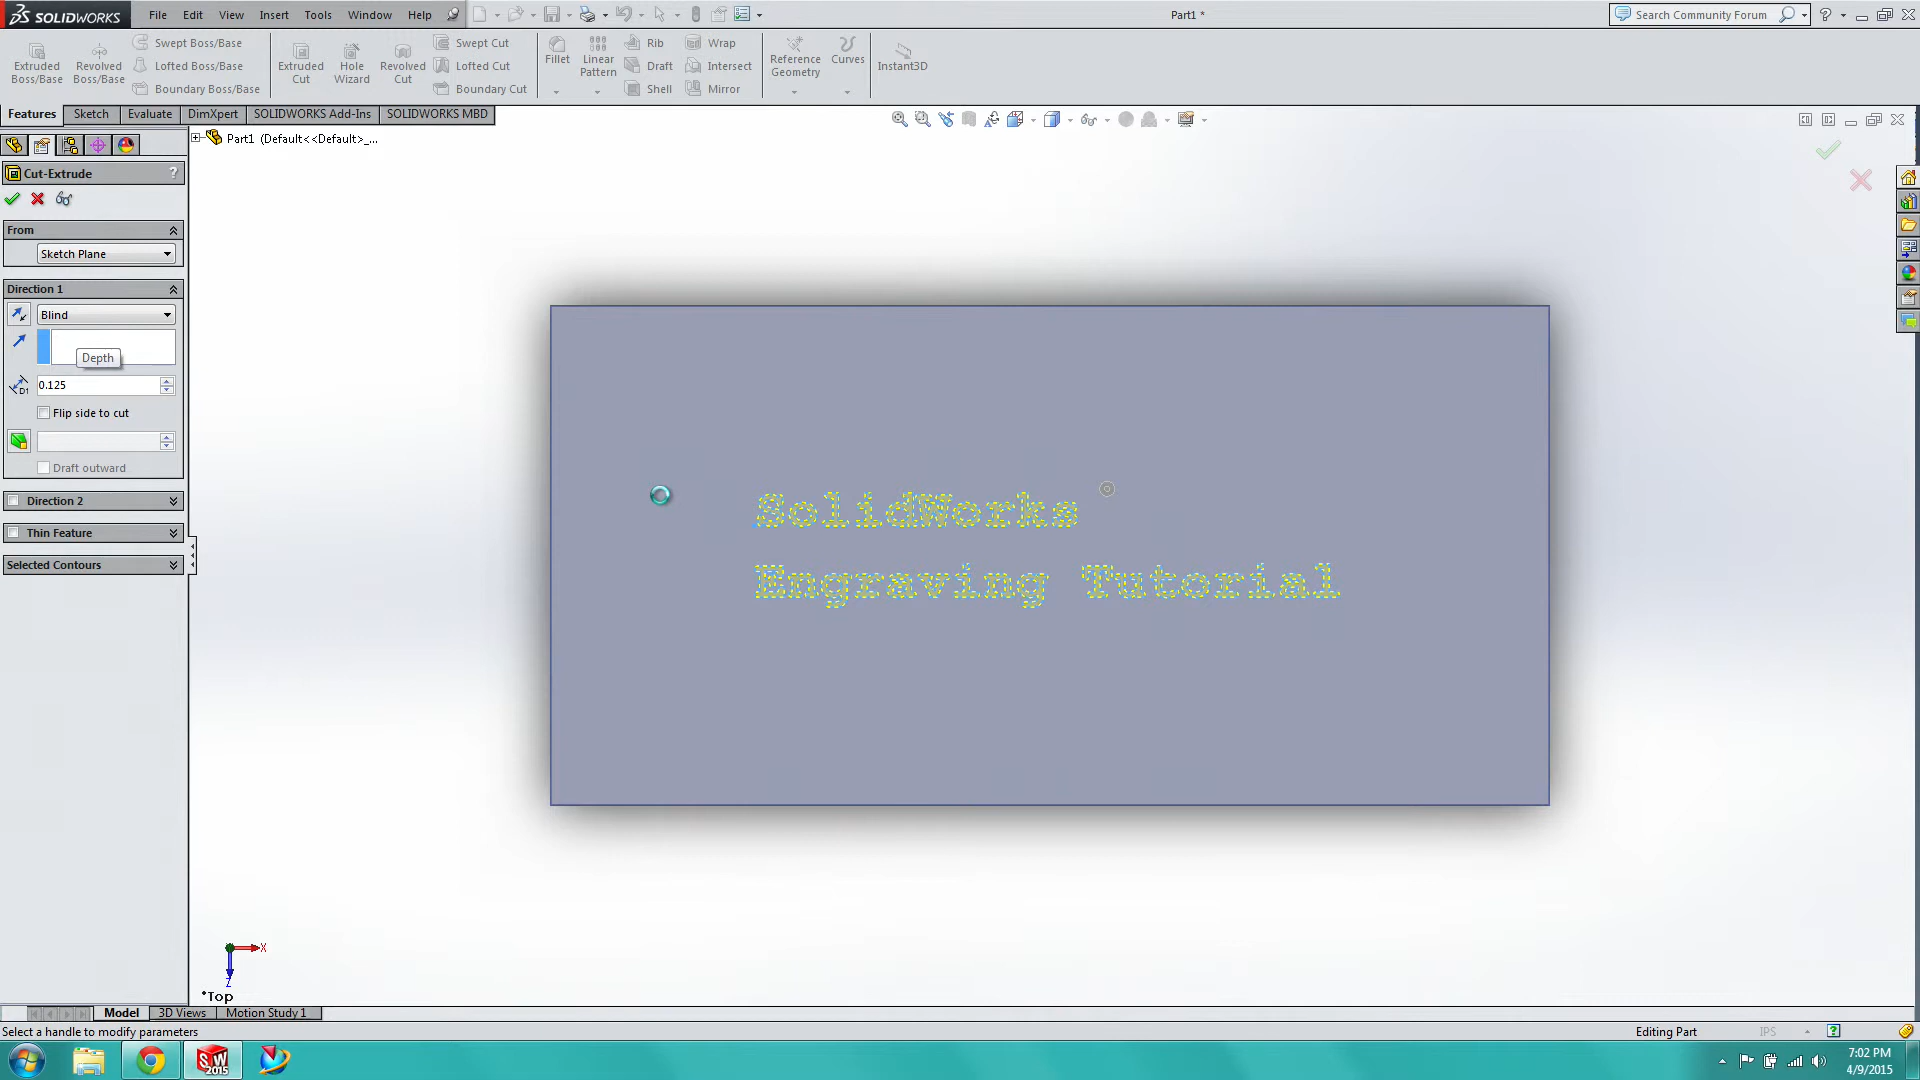 SOLIDWORKS File Edit View Insert Tools Window Help Part1 * Search Community Forum ?
Extruded Boss/Base
Revolved Boss/Base
Swept Boss/Base
Lofted Boss/Base
Boundary Boss/Base
Extruded Cut
Hole Wizard
Revolved Cut
Swept Cut
Lofted Cut
Boundary Cut
Fillet
Linear Pattern
Rib
Draft
Shell
Wrap
Intersect
Mirror
Reference Geometry
Curves
Instant3D
Features Sketch Evaluate DimXpert SOLIDWORKS Add-Ins SOLIDWORKS MBD
Part1 (Default<<Default>_...
Cut-Extrude ?
From
Sketch Plane
Direction 1
Blind
Depth
D1 0.125
Flip side to cut
Draft outward
Direction 2
Thin Feature
Selected Contours
SolidWorks
Engraving Tutorial
X
Z
*Top
Model 3D Views Motion Study 1
Select a handle to modify parameters Editing Part IPS ?
SW 2015
7:02 PM
4/9/2015